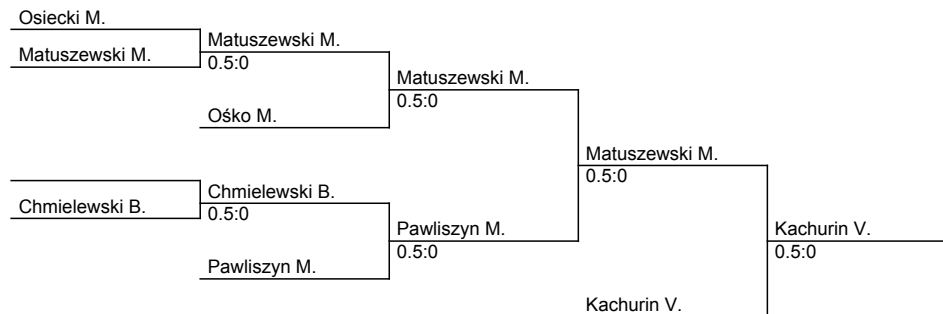 Osiecki M.
Matuszewski M.
Matuszewski M.
0.5:0
Matuszewski M.
0.5:0
Ośko M.
Matuszewski M.
0.5:0
Chmielewski B.
Chmielewski B.
0.5:0
Pawliszyn M.
0.5:0
Kachurin V.
0.5:0
Pawliszyn M.
Kachurin V.